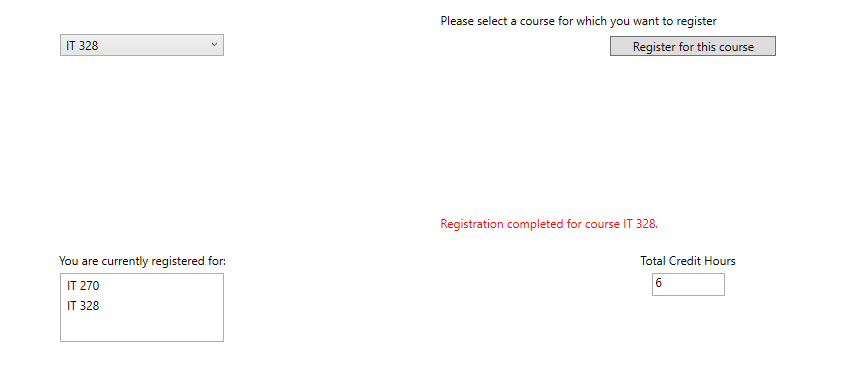 Please select a course for which you want to register
IT 328
Register for this course
Registration completed for course IT 328.
You are currently registered for:
Total Credit Hours
IT 270
6
IT 328